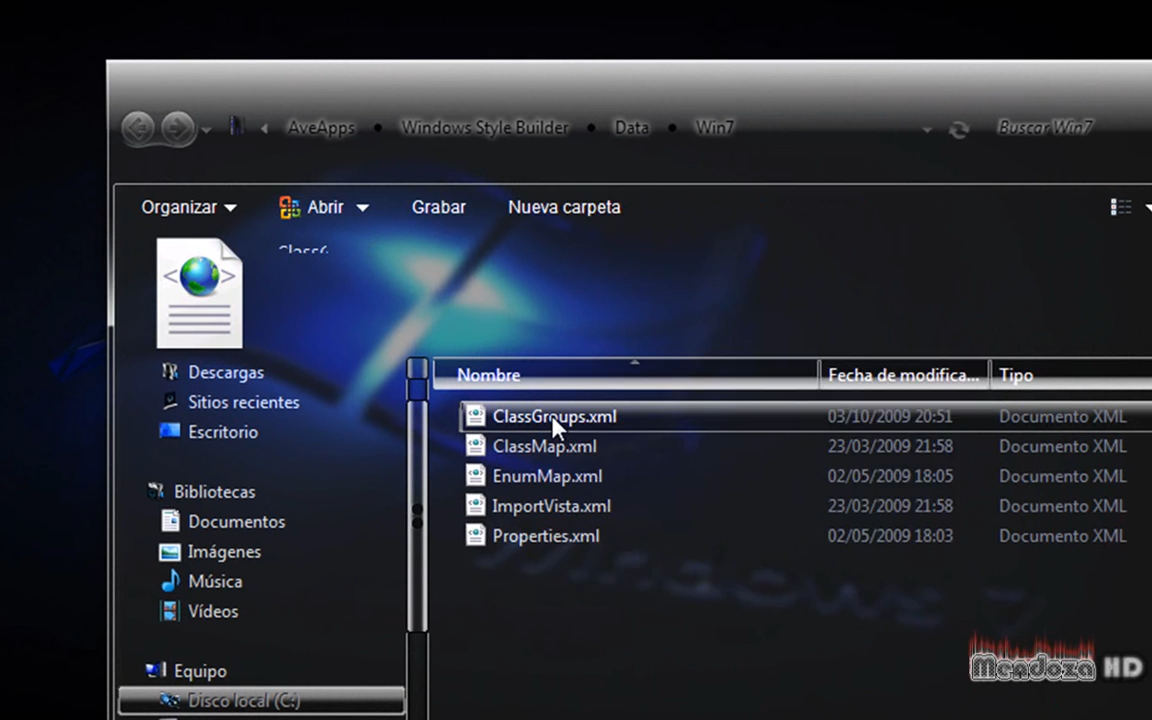 AveApps • Windows Style Builder • Data • Win7 Buscar Win7
Organizar Abrir Grabar Nueva carpeta
Nombre Fecha de modifica... Tipo
Descargas
Sitios recientes
Escritorio
Bibliotecas
Documentos
Imágenes
Música
Vídeos
Equipo
Disco local (C:)
ClassGroups.xml 03/10/2009 20:51 Documento XML
ClassMap.xml 23/03/2009 21:58 Documento XML
EnumMap.xml 02/05/2009 18:05 Documento XML
ImportVista.xml 23/03/2009 21:58 Documento XML
Properties.xml 02/05/2009 18:03 Documento XML
Windows 7
Mendoza HD